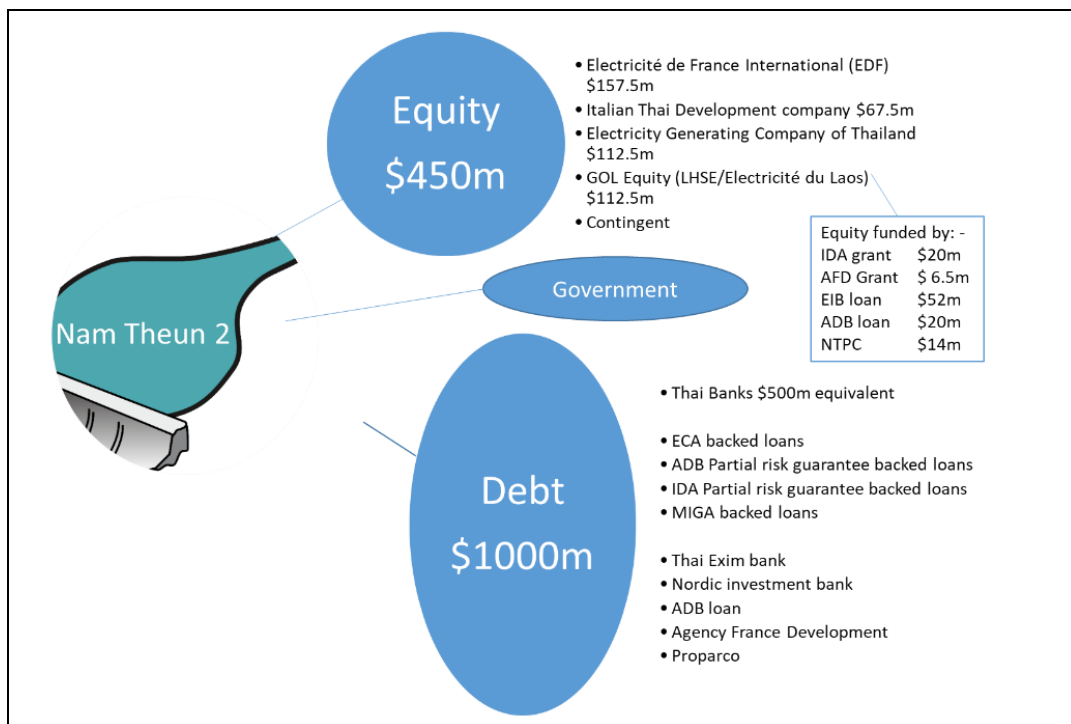 Equity
$450m
• Electricité de France International (EDF)
$157.5m
• Italian Thai Development company $67.5m
• Electricity Generating Company of Thailand
$112.5m
• GOL Equity (LHSE/Electricité du Laos)
$112.5m
• Contingent
Equity funded by: -
IDA grant $20m
AFD Grant $ 6.5m
EIB loan $52m
ADB loan $20m
NTPC $14m
Government
Nam Theun 2
Debt
$1000m
• Thai Banks $500m equivalent
• ECA backed loans
• ADB Partial risk guarantee backed loans
• IDA Partial risk guarantee backed loans
• MIGA backed loans
• Thai Exim bank
• Nordic investment bank
• ADB loan
• Agency France Development
• Proparco